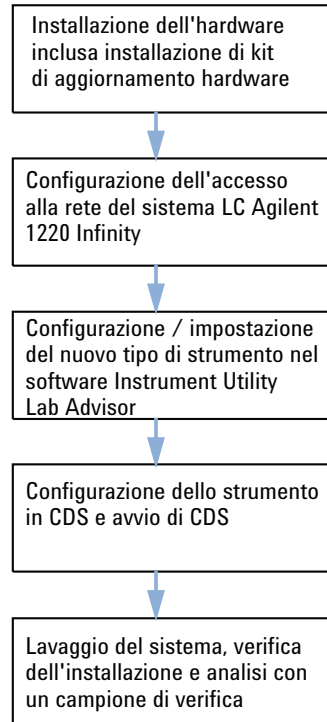 Installazione dell'hardware
inclusa installazione di kit
di aggiornamento hardware
Configurazione dell'accesso
alla rete del sistema LC Agilent
1220 Infinity
Configurazione / impostazione
del nuovo tipo di strumento nel
software Instrument Utility
Lab Advisor
Configurazione dello strumento
in CDS e avvio di CDS
Lavaggio del sistema, verifica
dell'installazione e analisi con
un campione di verifica